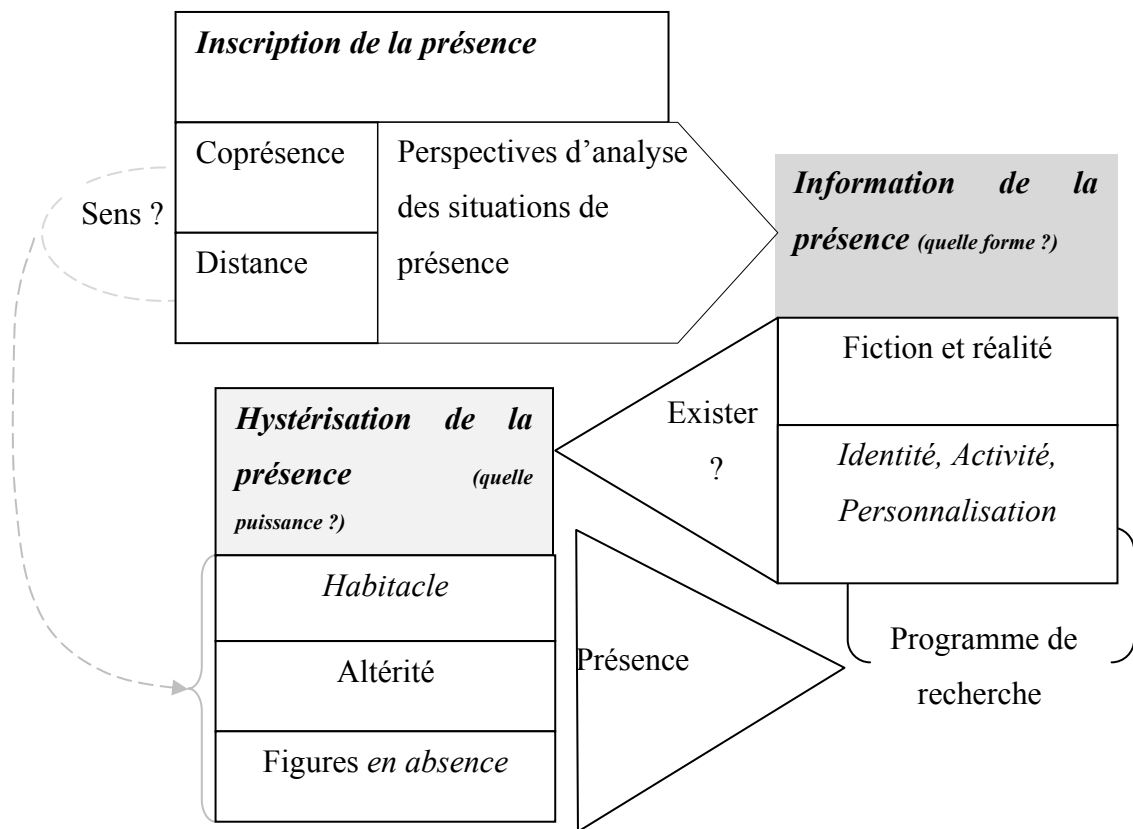 Inscription de la présence
Coprésence
Perspectives d’analyse
des situations de
présence
Sens ?
Distance
Information de la
présence (quelle forme ?)
Fiction et réalité
Exister
?
Identité, Activité,
Personnalisation
Hystérisation de la
présence (quelle
puissance ?)
Habitacle
Altérité
Figures en absence
Présence
Programme de
recherche